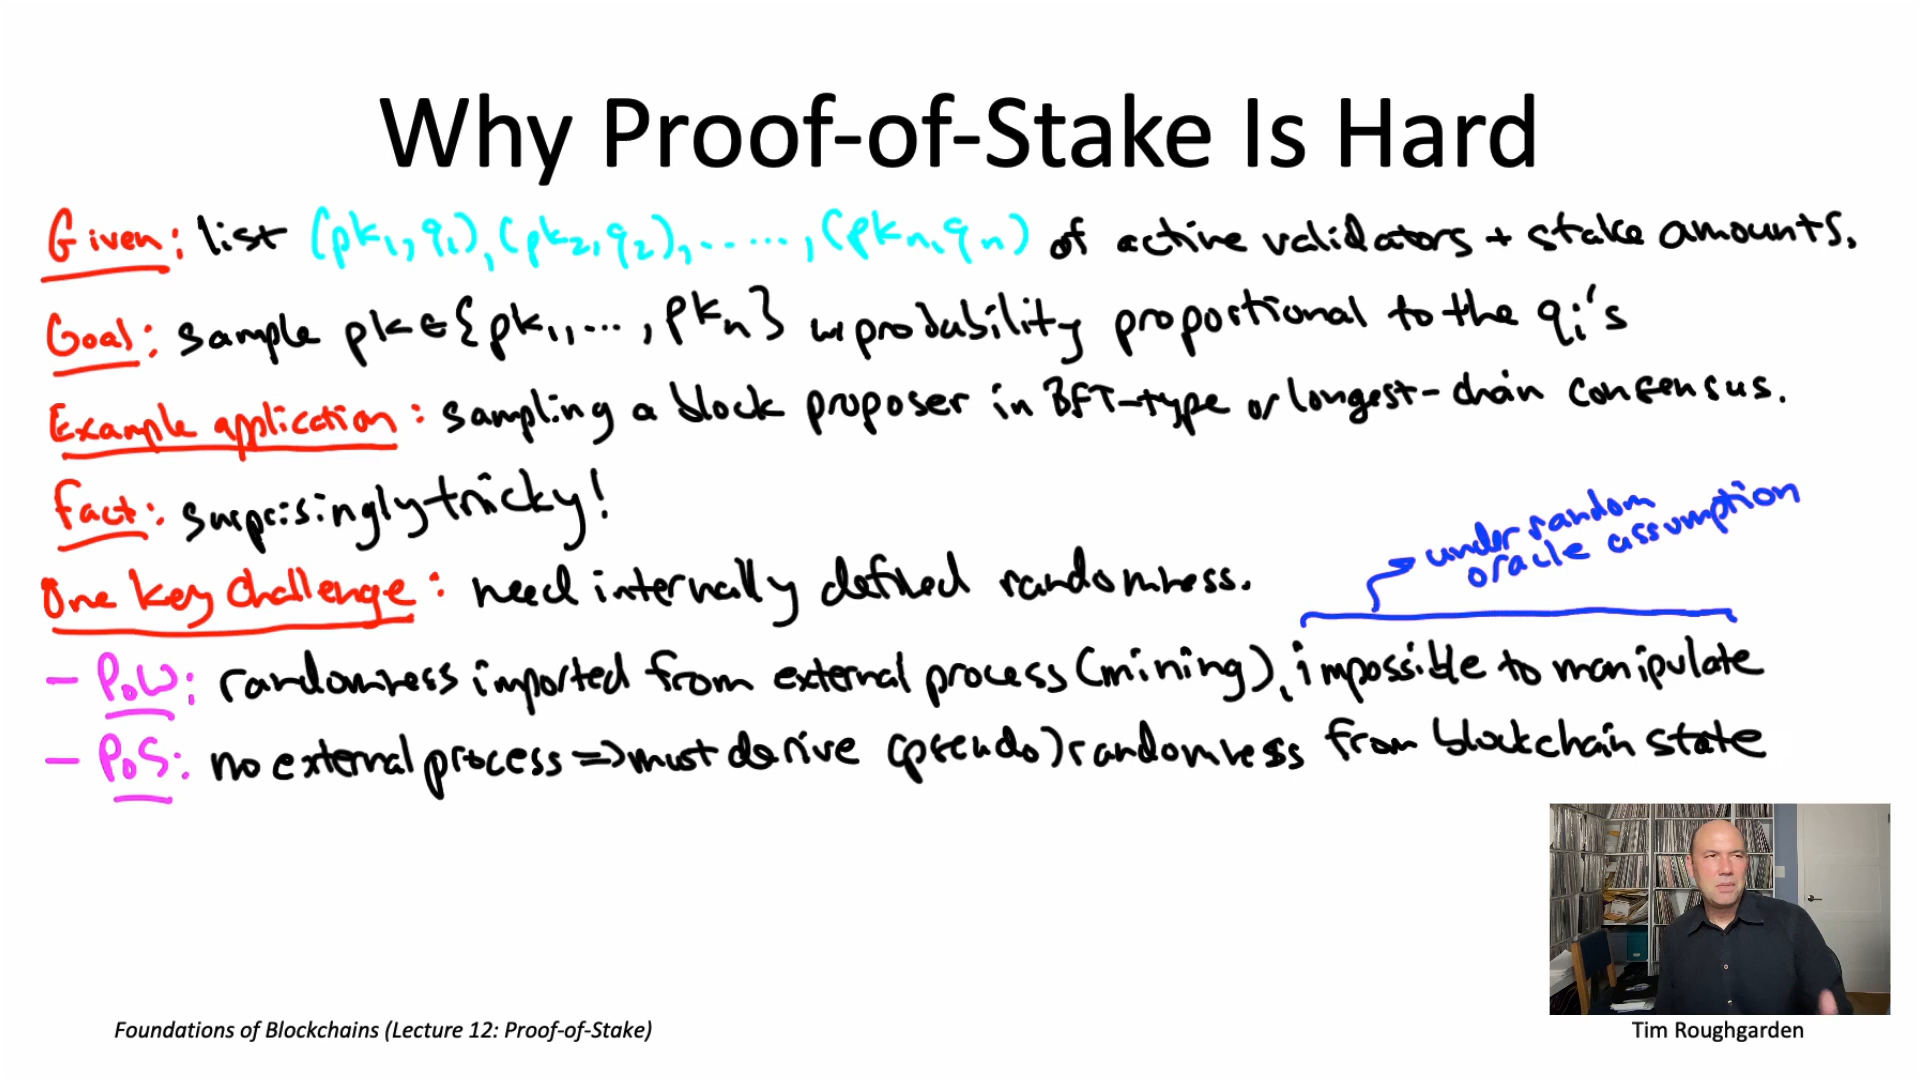 Why Proof-of-Stake Is Hard
Given: list (pk₁,q₁),(pk₂,q₂),......,(pkₙ,qₙ) of active validators + stake amounts.
Goal: sample pk∈{pk₁,...,pkₙ} w/probability proportional to the qᵢ's
Example application: sampling a block proposer in BFT-type or longest-chain consensus.
Fact: surprisingly tricky!
under random
oracle assumption
One key challenge: need internally defined randomness.
- PoW: randomness imported from external process (mining), impossible to manipulate
- PoS: no external process => must derive (pseudo)randomness from blockchain state
Foundations of Blockchains (Lecture 12: Proof-of-Stake)
Tim Roughgarden